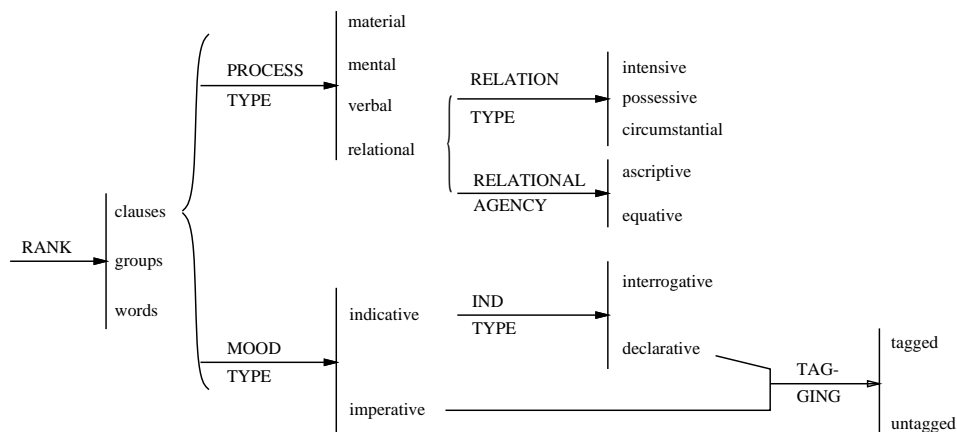 RANK
clauses
groups
words
PROCESS
TYPE
material
mental
verbal
relational
RELATION
TYPE
intensive
possessive
circumstantial
RELATIONAL
AGENCY
ascriptive
equative
MOOD
TYPE
indicative
imperative
IND
TYPE
interrogative
declarative
TAG-
GING
tagged
untagged